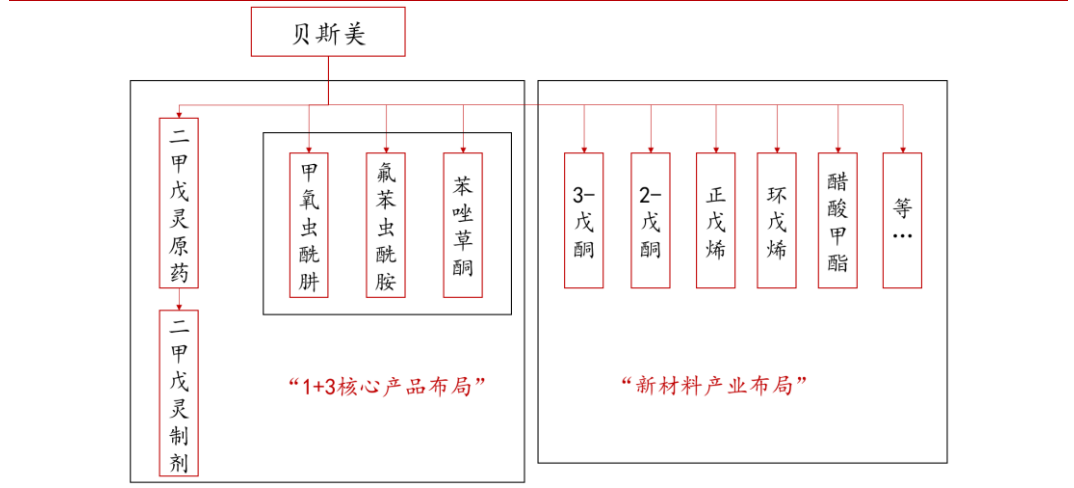 贝斯美
二甲戊灵原药
二甲戊灵制剂
甲氧虫酰肼
氟苯虫酰胺
苯唑草酮
“1+3核心产品布局”
3-戊酮
2-戊酮
正戊烯
环戊烯
醋酸甲酯
等…
“新材料产业布局”